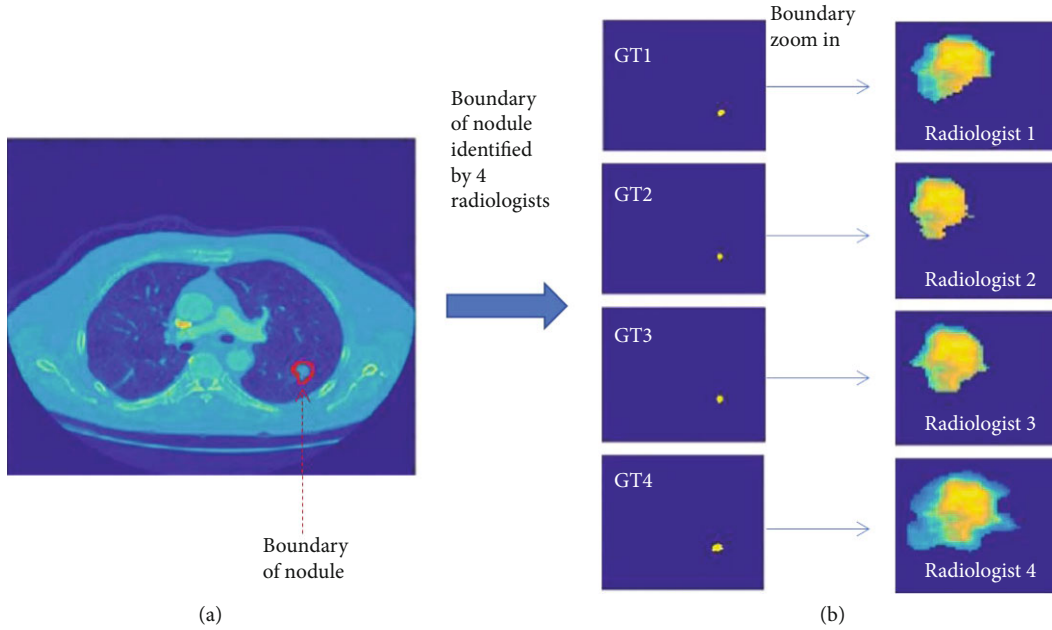 Boundary
of nodule
identified
by 4
radiologists
Boundary
of nodule
(a)
Boundary
zoom in
GT1
Radiologist 1
GT2
Radiologist 2
GT3
Radiologist 3
GT4
Radiologist 4
(b)